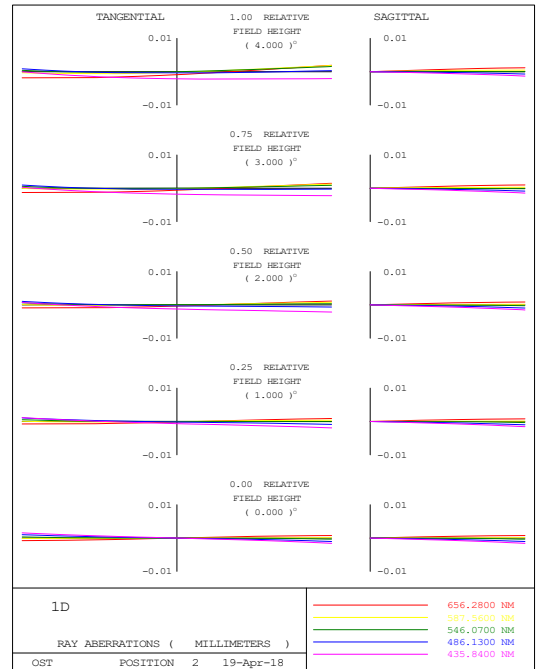 TANGENTIAL 1.00 RELATIVE SAGITTAL
FIELD HEIGHT
( 4.000 )°
0.01 0.01
-0.01 -0.01
0.75 RELATIVE
FIELD HEIGHT
( 3.000 )°
0.01 0.01
-0.01 -0.01
0.50 RELATIVE
FIELD HEIGHT
( 2.000 )°
0.01 0.01
-0.01 -0.01
0.25 RELATIVE
FIELD HEIGHT
( 1.000 )°
0.01 0.01
-0.01 -0.01
0.00 RELATIVE
FIELD HEIGHT
( 0.000 )°
0.01 0.01
-0.01 -0.01
1D
RAY ABERRATIONS ( MILLIMETERS )
OST POSITION 2 19-Apr-18
656.2800 NM
587.5600 NM
546.0700 NM
486.1300 NM
435.8400 NM